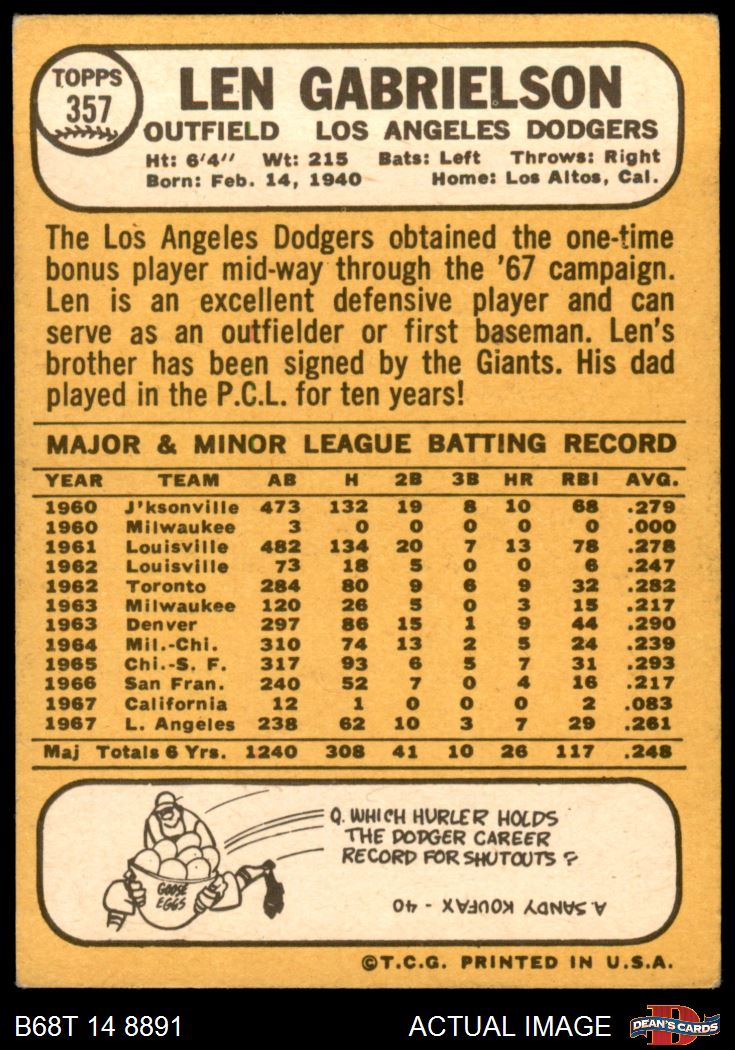 TOPPS
357
LEN GABRIELSON
OUTFIELD LOS ANGELES DODGERS
Ht: 6'4" Wt: 215 Bats: Left Throws: Right
Born: Feb. 14, 1940 Home: Los Altos, Cal.
The Los Angeles Dodgers obtained the one-time
bonus player mid-way through the '67 campaign.
Len is an excellent defensive player and can
serve as an outfielder or first baseman. Len's
brother has been signed by the Giants. His dad
played in the P.C.L. for ten years!
MAJOR & MINOR LEAGUE BATTING RECORD
YEAR TEAM AB H 2B 3B HR RBI AVG.
1960 J'ksonville 473 132 19 8 10 68 .279
1960 Milwaukee 3 0 0 0 0 0 .000
1961 Louisville 482 134 20 7 13 78 .278
1962 Louisville 73 18 5 0 0 6 .247
1962 Toronto 284 80 9 6 9 32 .282
1963 Milwaukee 120 26 5 0 3 15 .217
1963 Denver 297 86 15 1 9 44 .290
1964 Mil.-Chi. 310 74 13 2 5 24 .239
1965 Chi.-S. F. 317 93 6 5 7 31 .293
1966 San Fran. 240 52 7 0 4 16 .217
1967 California 12 1 0 0 0 2 .083
1967 L. Angeles 238 62 10 3 7 29 .261
Maj Totals 6 Yrs. 1240 308 41 10 26 117 .248
Q. WHICH HURLER HOLDS
THE DODGER CAREER
RECORD FOR SHUTOUTS?
GOOSE
EGGS
A. SANDY KOUFAX - 40
©T.C.G. PRINTED IN U.S.A.
B68T 14 8891 ACTUAL IMAGE
D
DEAN'S CARDS